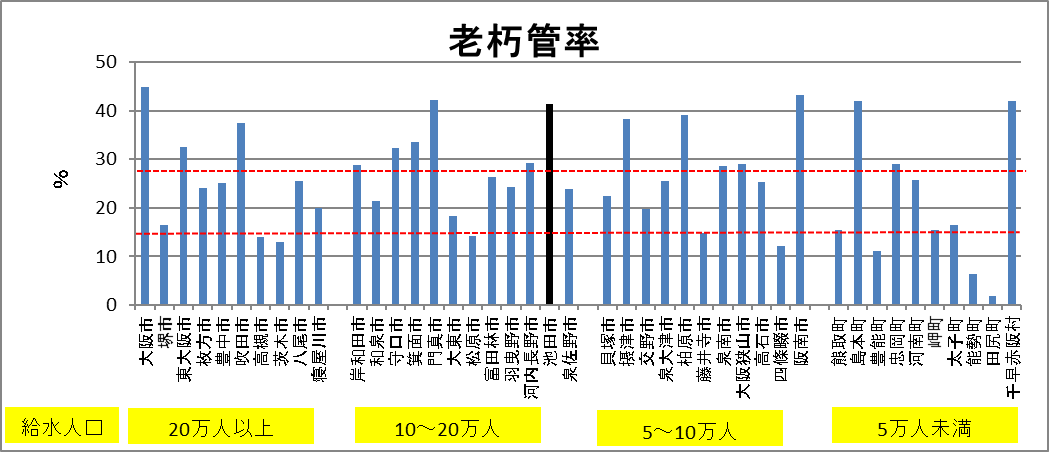 老朽管率
%
50
40
30
20
10
0
大阪市
堺市
東大阪市
枚方市
豊中市
吹田市
高槻市
茨木市
八尾市
寝屋川市
岸和田市
和泉市
守口市
箕面市
門真市
大東市
松原市
富田林市
羽曳野市
河内長野市
池田市
泉佐野市
貝塚市
摂津市
交野市
泉大津市
柏原市
藤井寺市
泉南市
大阪狭山市
高石市
四條畷市
阪南市
熊取町
島本町
豊能町
忠岡町
河南町
岬町
太子町
能勢町
田尻町
千早赤阪村
給水人口
20万人以上
10～20万人
5～10万人
5万人未満